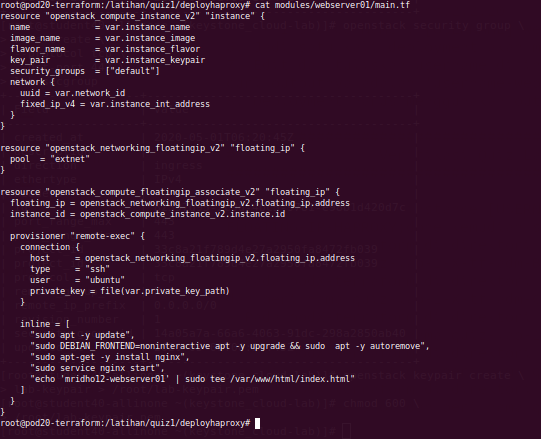 root@pod20-terraform:/latihan/quiz1/deployhaproxy# cat modules/webserver01/main.tf
resource "openstack_compute_instance_v2" "instance" {
  name            = var.instance_name
  image_name      = var.instance_image
  flavor_name     = var.instance_flavor
  key_pair        = var.instance_keypair
  security_groups  = ["default"]
  network {
    uuid = var.network_id
    fixed_ip_v4 = var.instance_int_address
  }
}

resource "openstack_networking_floatingip_v2" "floating_ip" {
  pool  = "extnet"
}

resource "openstack_compute_floatingip_associate_v2" "floating_ip" {
  floating_ip = openstack_networking_floatingip_v2.floating_ip.address
  instance_id = openstack_compute_instance_v2.instance.id

  provisioner "remote-exec" {
    connection {
      host     = openstack_networking_floatingip_v2.floating_ip.address
      type     = "ssh"
      user     = "ubuntu"
      private_key = file(var.private_key_path)
    }

    inline = [
      "sudo apt -y update",
      "sudo DEBIAN_FRONTEND=noninteractive apt -y upgrade && sudo  apt -y autoremove",
      "sudo apt-get -y install nginx",
      "sudo service nginx start",
      "echo 'mridho12-webserver01' | sudo tee /var/www/html/index.html"
    ]
  }
}
root@pod20-terraform:/latihan/quiz1/deployhaproxy#